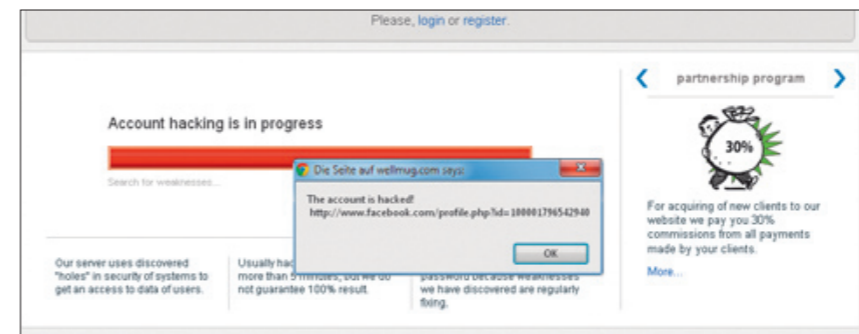 Please, login or register.
partnership program
Account hacking is in progress
30%
Search for weaknesses...
Die Seite auf wellmug.com says:
The account is hacked!
http://www.facebook.com/profile.php?id=100001796542940
OK
For acquiring of new clients to our
website we pay you 30%
commissions from all payments
made by your clients.
More...
Our server uses discovered
"holes" in security of systems to
get an access to data of users.
Usually
more than 5 minutes, but we do
not guarantee 100% result.
password because weaknesses
we have discovered are regularly
fixing.